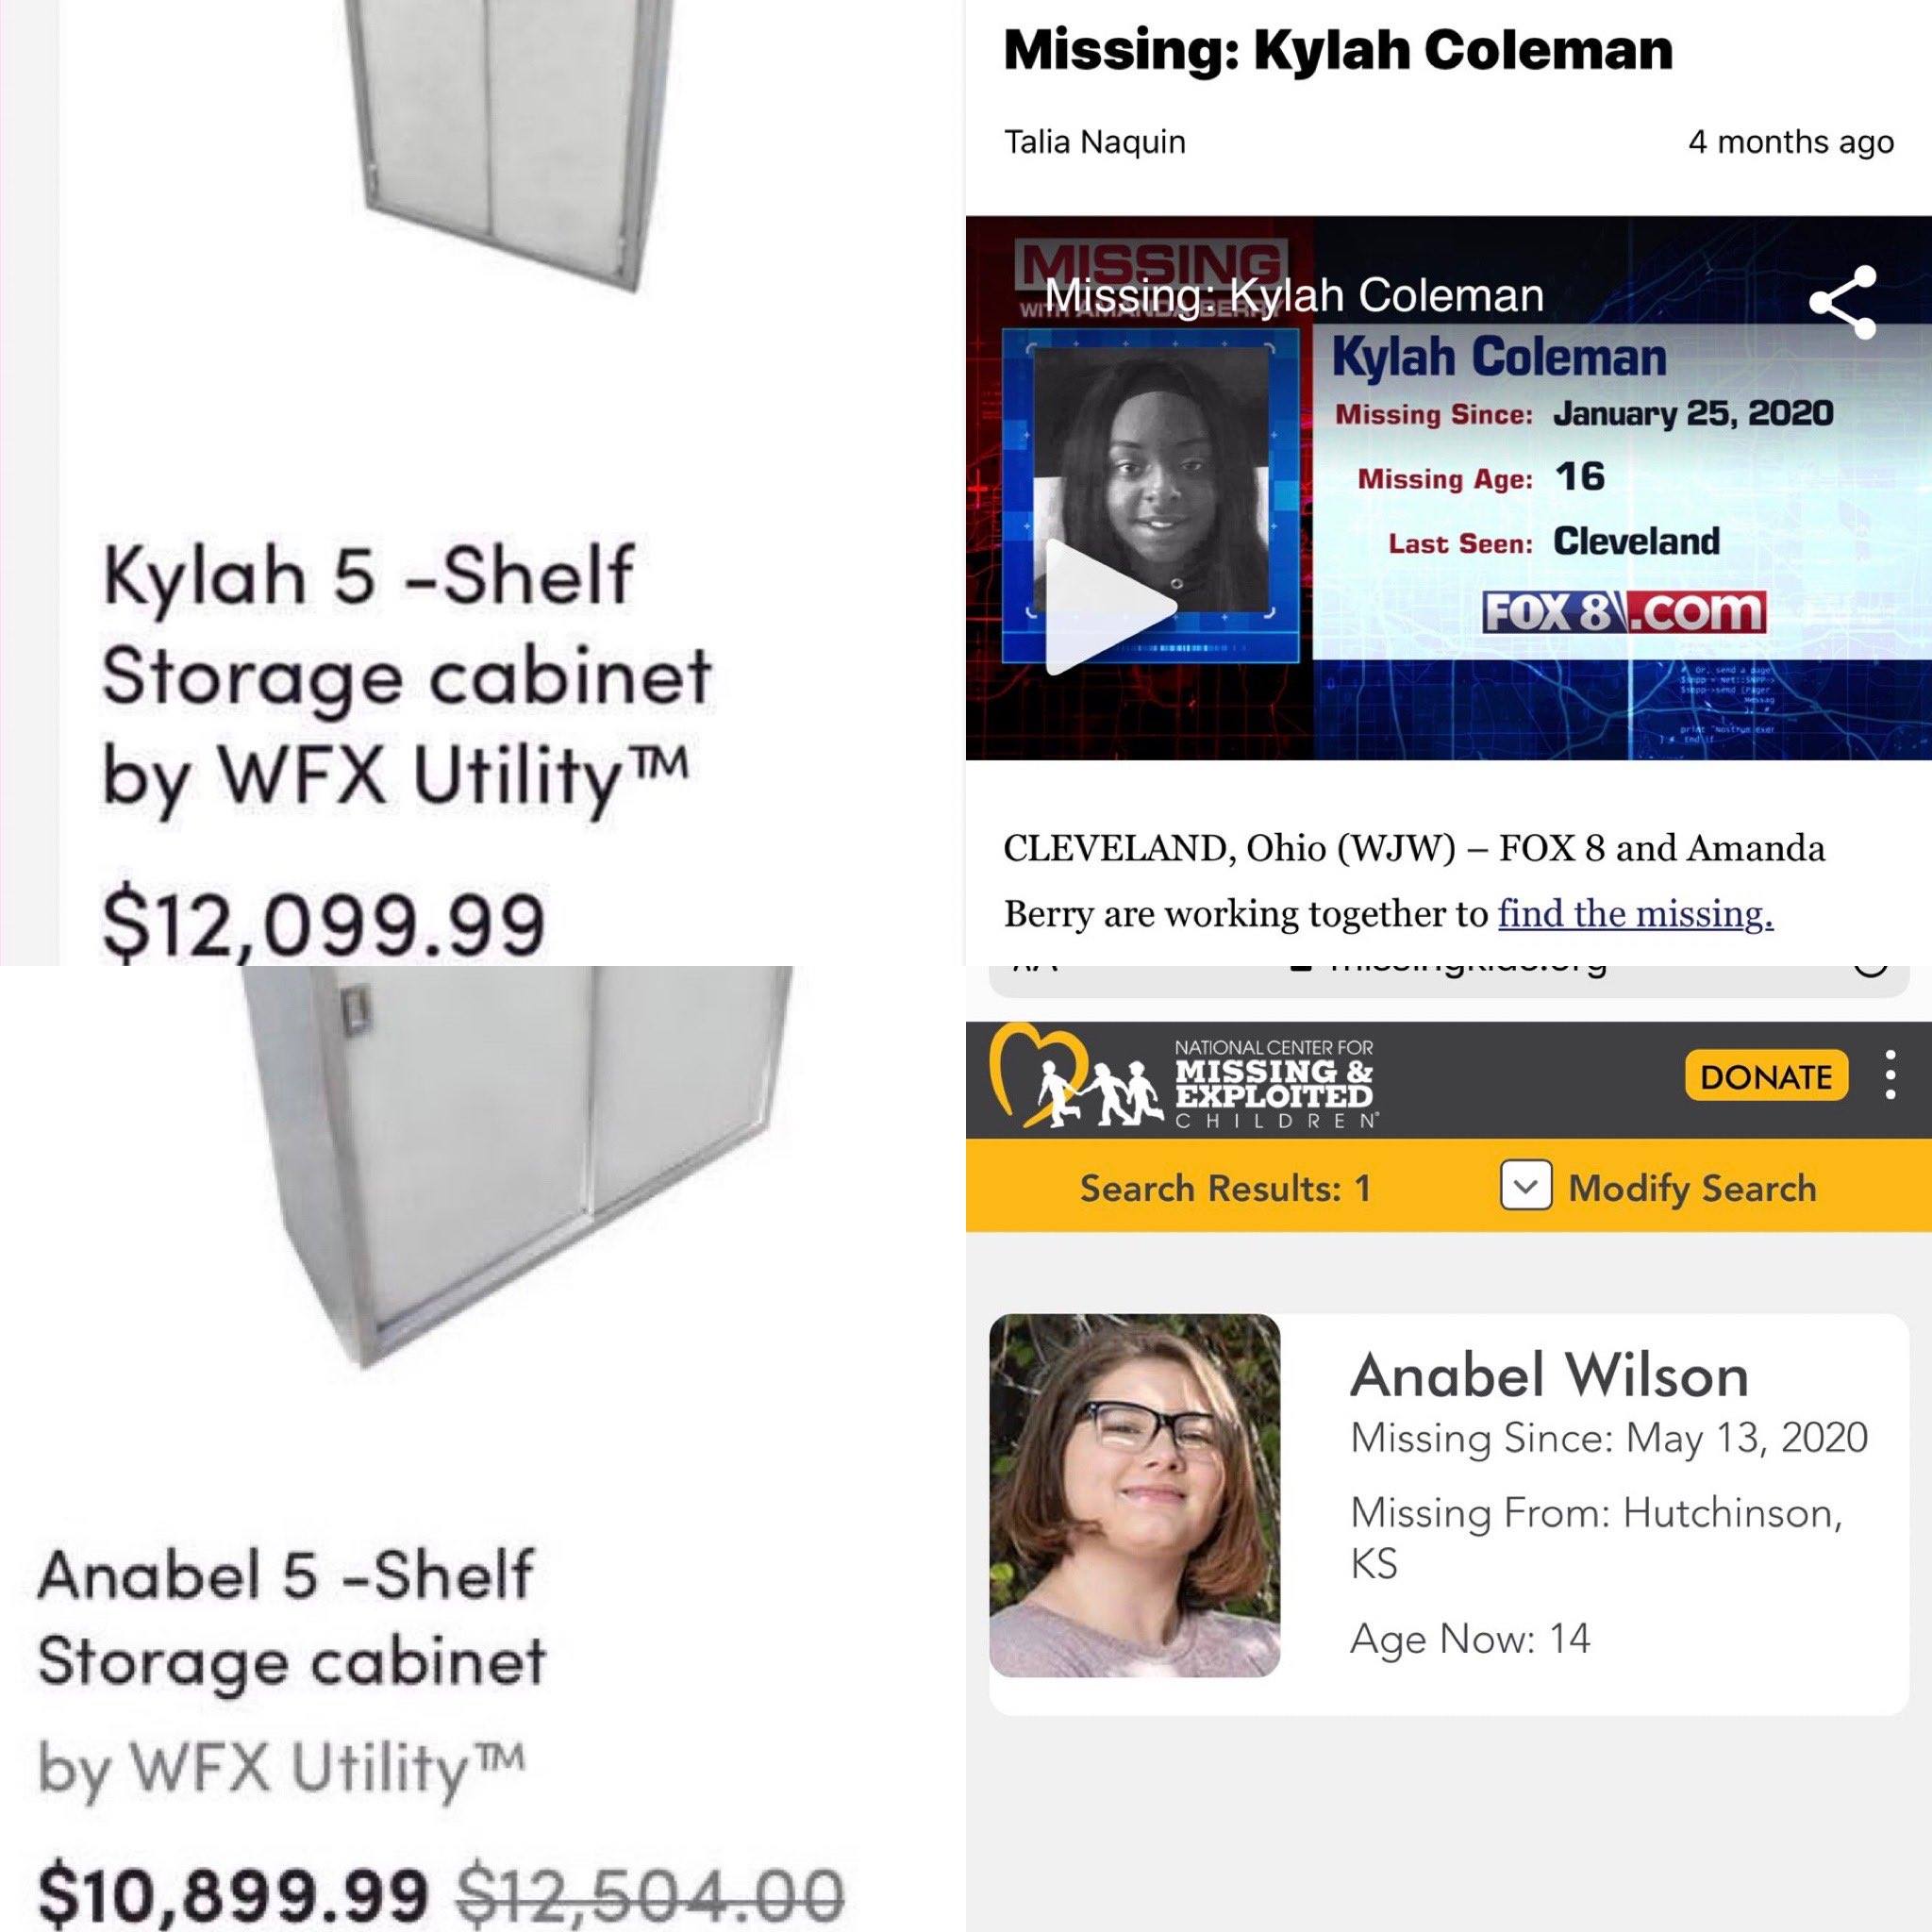 Kylah 5 -Shelf
Storage cabinet
by WFX Utility™
$12,099.99
Missing: Kylah Coleman
Talia Naquin
4 months ago
MISSING
WITH AMANDA BERRY
Missing: Kylah Coleman
Kylah Coleman
Missing Since: January 25, 2020
Missing Age: 16
Last Seen: Cleveland
FOX 8 .com
CLEVELAND, Ohio (WJW) – FOX 8 and Amanda
Berry are working together to find the missing.
Anabel 5 -Shelf
Storage cabinet
by WFX Utility™
$10,899.99 $12,504.00
missingkids.org
NATIONAL CENTER FOR
MISSING &
EXPLOITED
CHILDREN
DONATE
Search Results: 1
Modify Search
Anabel Wilson
Missing Since: May 13, 2020
Missing From: Hutchinson,
KS
Age Now: 14